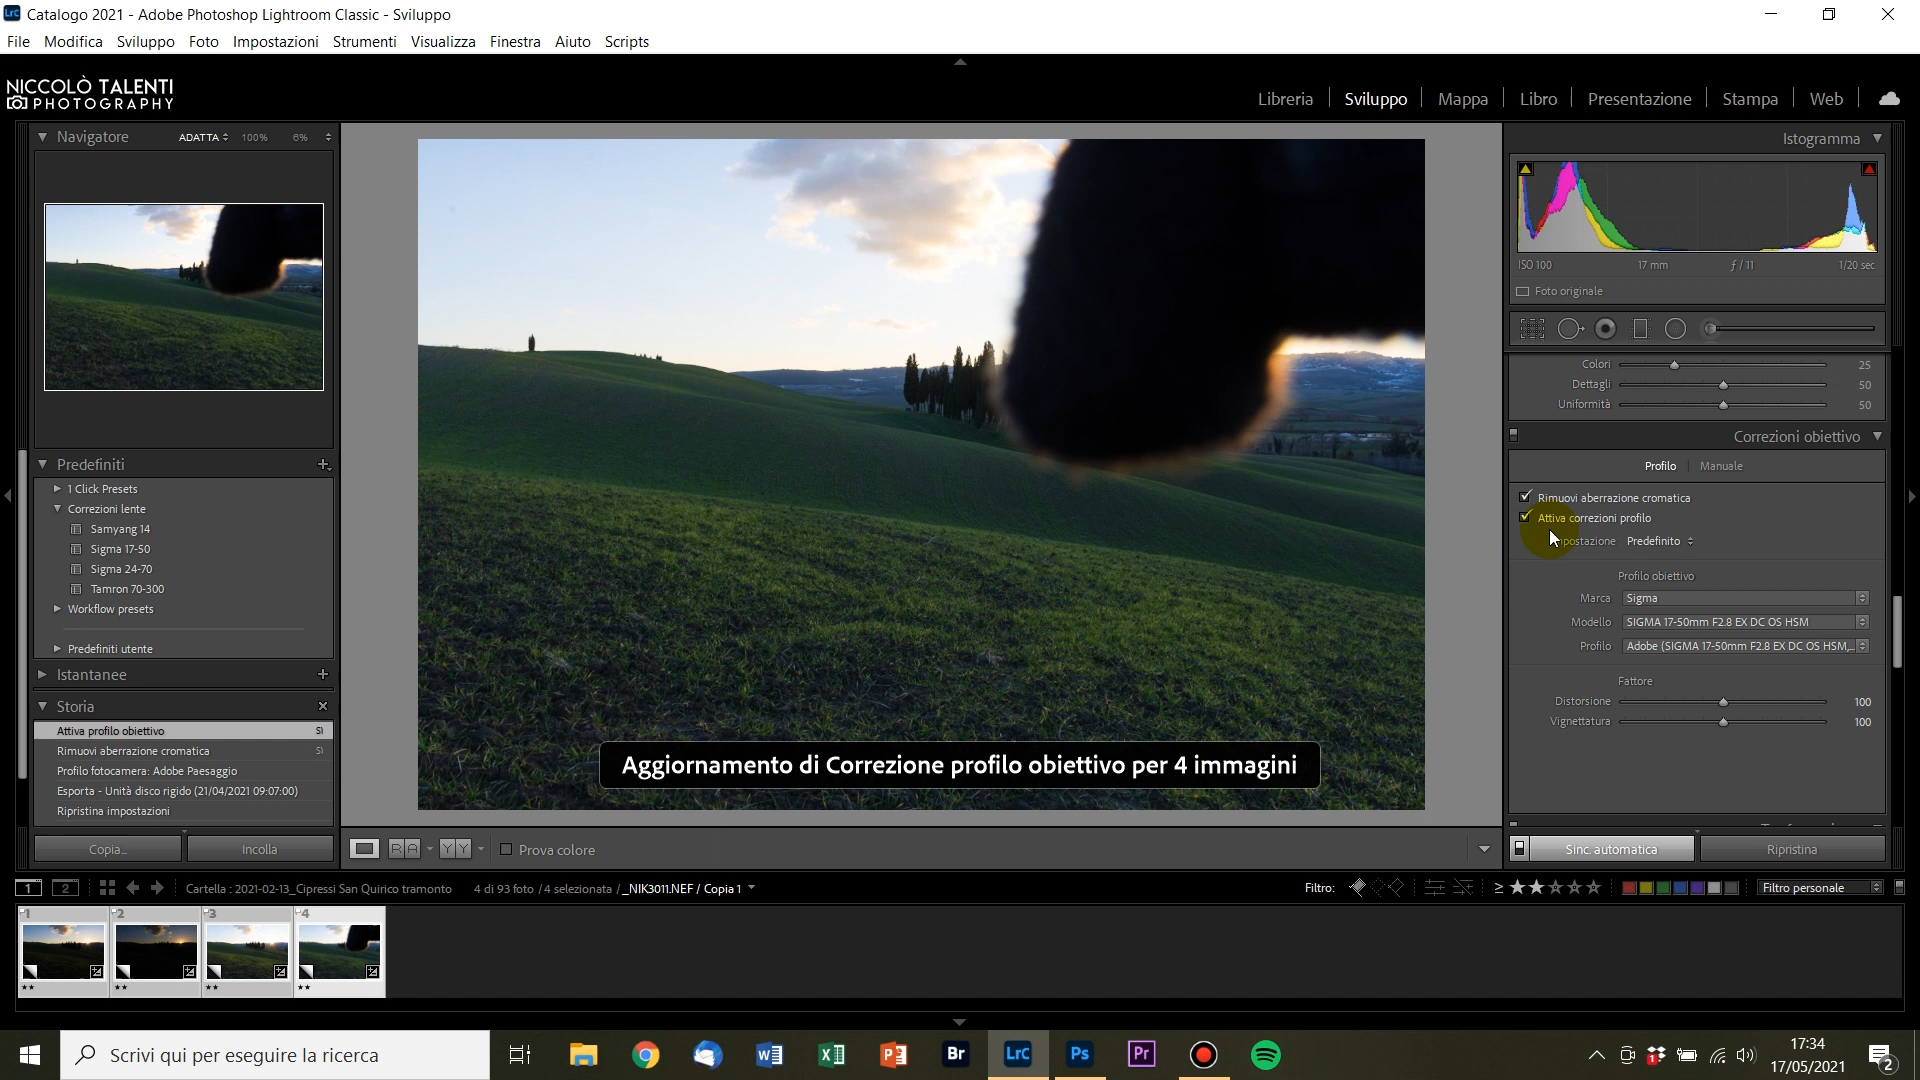 Catalogo 2021 - Adobe Photoshop Lightroom Classic - Sviluppo
File Modifica Sviluppo Foto Impostazioni Strumenti Visualizza Finestra Aiuto Scripts
NICCOLÒ TALENTI
PHOTOGRAPHY
Libreria Sviluppo Mappa Libro Presentazione Stampa Web
Navigatore ADATTA 100% 6%
Istogramma
ISO 100 17 mm ƒ / 11 1/20 sec
Foto originale
Colori 25
Dettagli 50
Uniformità 50
Correzioni obiettivo
Profilo Manuale
Rimuovi aberrazione cromatica
Attiva correzioni profilo
Predefinito
Profilo obiettivo
Marca Sigma
Modello SIGMA 17-50mm F2.8 EX DC OS HSM
Profilo Adobe (SIGMA 17-50mm F2.8 EX DC OS HSM,...
Fattore
Distorsione 100
Vignettatura 100
Predefiniti
1 Click Presets
Correzioni lente
Samyang 14
Sigma 17-50
Sigma 24-70
Tamron 70-300
Workflow presets
Predefiniti utente
Istantanee
Storia
Attiva profilo obiettivo Sì
Rimuovi aberrazione cromatica Sì
Profilo fotocamera: Adobe Paesaggio
Esporta - Unità disco rigido (21/04/2021 09:07:00)
Ripristina impostazioni
Aggiornamento di Correzione profilo obiettivo per 4 immagini
Copia... Incolla
R A Y Y Prova colore
Sinc. automatica Ripristina
1 2 Cartella : 2021-02-13_Cipressi San Quirico tramonto 4 di 93 foto / 4 selezionata / _NIK3011.NEF / Copia 1
Filtro: ≥ Filtro personale
1 2 3 4
Scrivi qui per eseguire la ricerca
Br LrC Ps Pr
1
17:34
17/05/2021
2